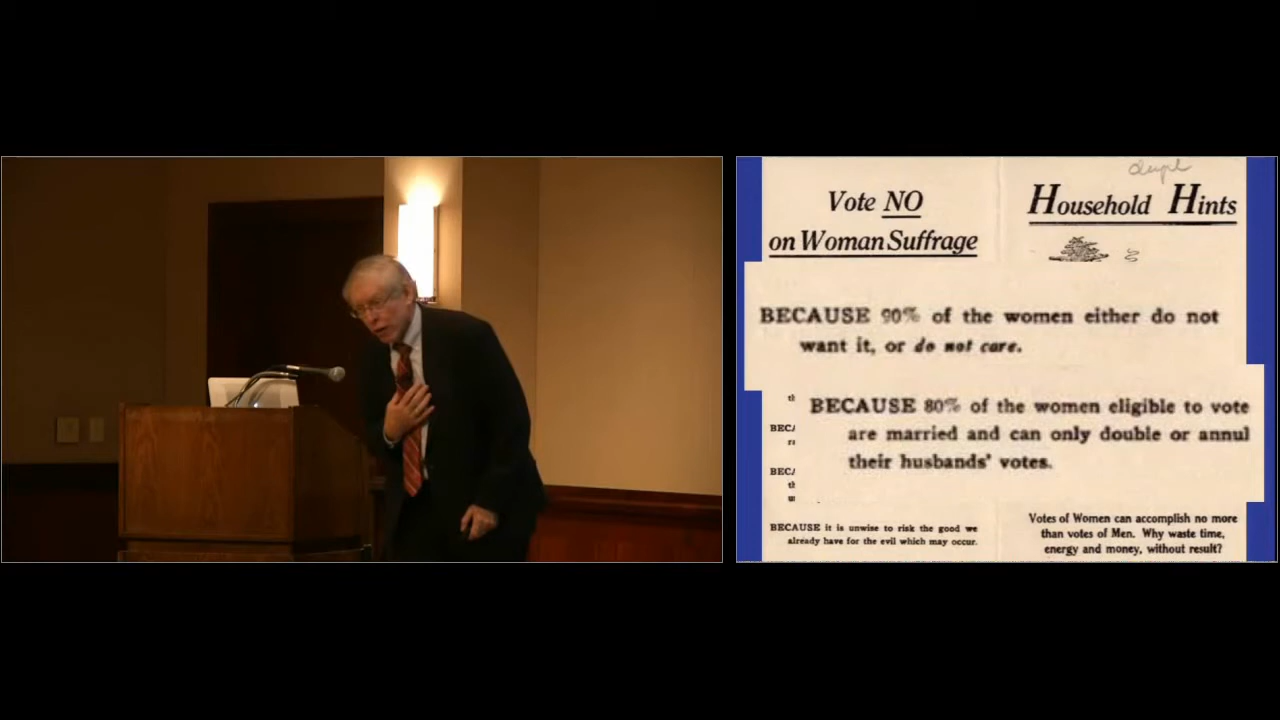 Vote NO
on Woman Suffrage
Household Hints
BECAUSE 90% of the women either do not
want it, or do not care.
BECAUSE 80% of the women eligible to vote
are married and can only double or annul
their husbands' votes.
BECAUSE it is unwise to risk the good we
already have for the evil which may occur.
Votes of Women can accomplish no more
than votes of Men. Why waste time,
energy and money, without result?